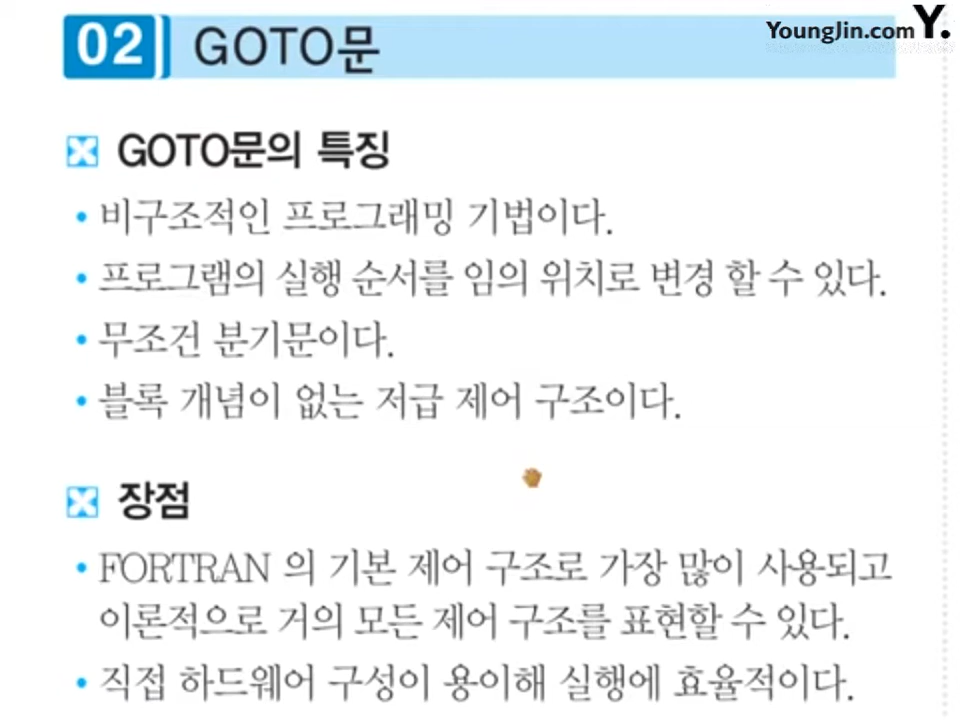 YoungJin.com Y.
02 GOTO문
GOTO문의 특징
• 비구조적인 프로그래밍 기법이다.
• 프로그램의 실행 순서를 임의 위치로 변경 할 수 있다.
• 무조건 분기문이다.
• 블록 개념이 없는 저급 제어 구조이다.
장점
• FORTRAN 의 기본 제어 구조로 가장 많이 사용되고
이론적으로 거의 모든 제어 구조를 표현할 수 있다.
• 직접 하드웨어 구성이 용이해 실행에 효율적이다.